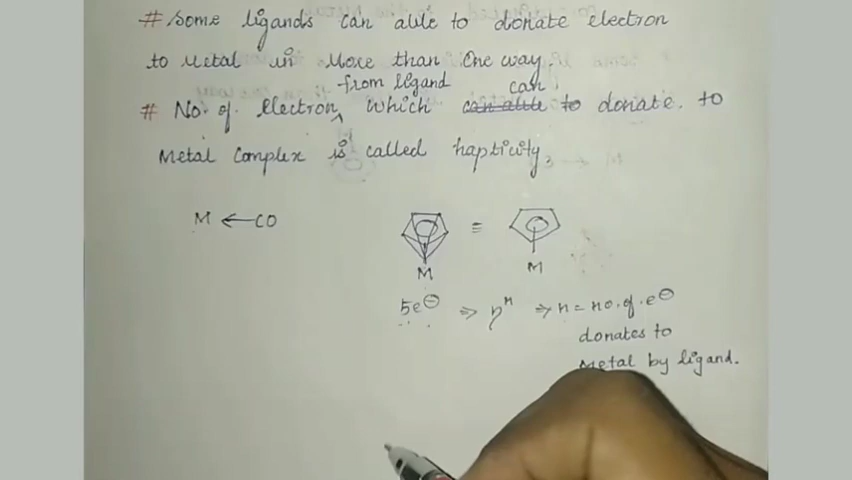 # Some ligands can able to donate electron
to Metal in More than One way.
from ligand can
# No. of electron, which can able to donate. to
Metal Complex is called hapticity,
M ← CO
≡
M M
5e⊖ ⇒ ηⁿ ⇒ n = no. of. e⊖
donates to
Metal by ligand.